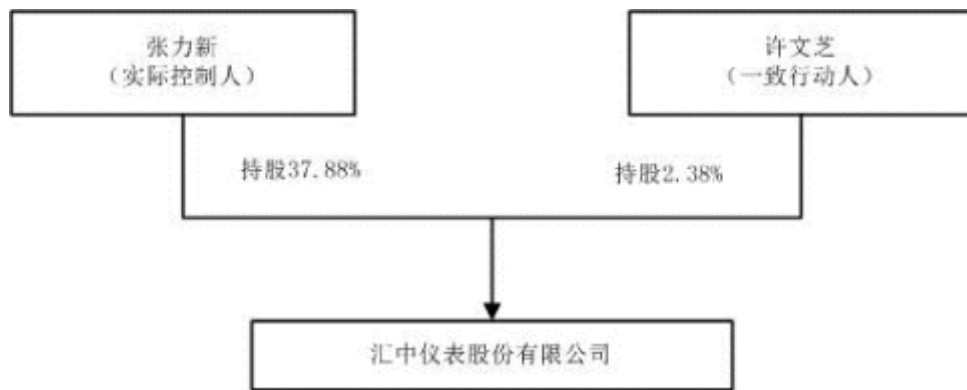 张力新
（实际控制人）
许文芝
（一致行动人）
持股37.88%
持股2.38%
汇中仪表股份有限公司